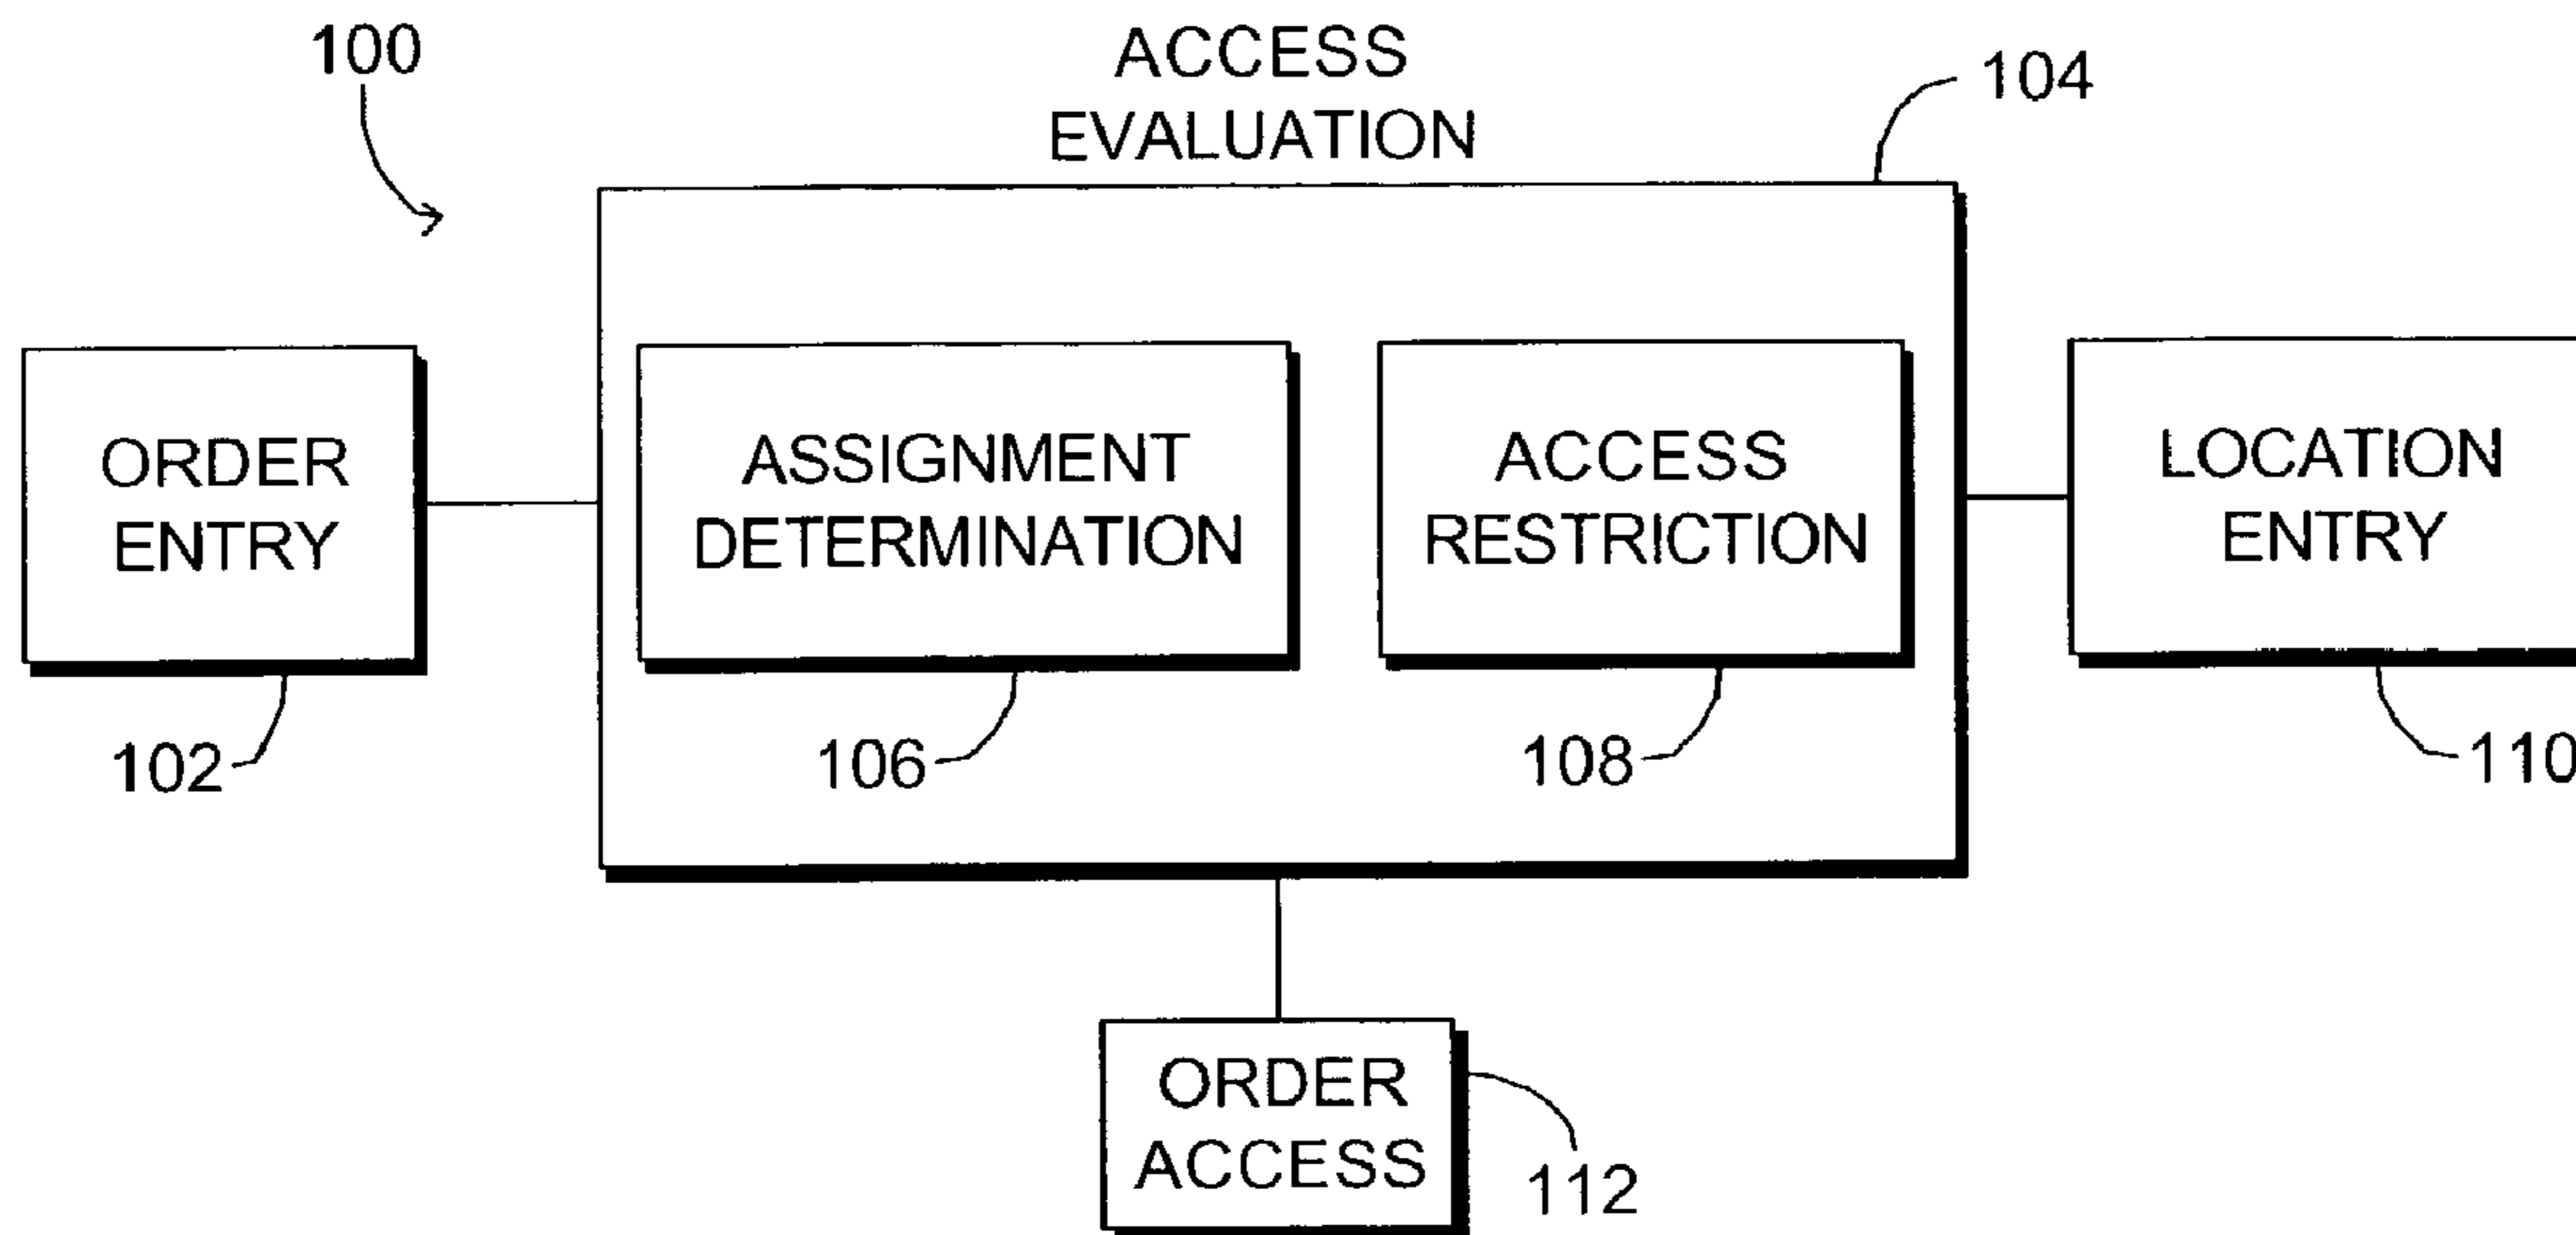 100
ACCESS
EVALUATION
104
ORDER
ENTRY
ASSIGNMENT
DETERMINATION
ACCESS
RESTRICTION
LOCATION
ENTRY
102
106
108
110
ORDER
ACCESS
112